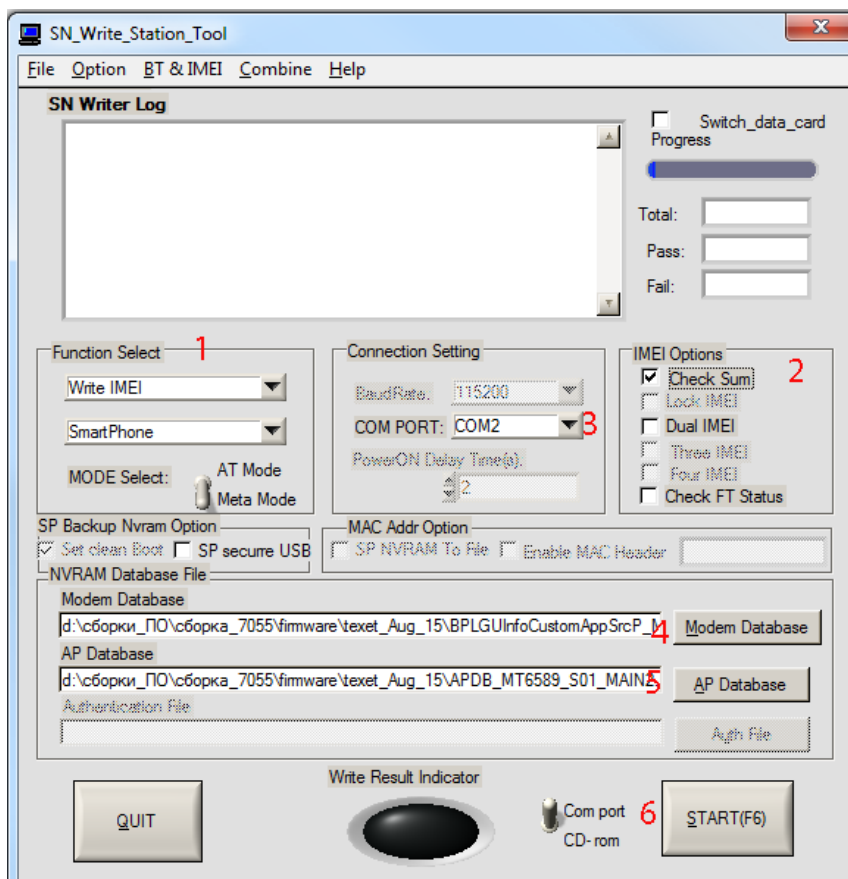 SN_Write_Station_Tool
File Option BT & IMEI Combine Help
SN Writer Log
Switch_data_card
Progress
Total:
Pass:
Fail:
Function Select 1
Write IMEI
SmartPhone
MODE Select:
AT Mode
Meta Mode
Connection Setting
BaudRate: 115200
COM PORT: COM2 3
PowerON Delay Time(s):
2
IMEI Options
Check Sum 2
Lock IMEI
Dual IMEI
Three IMEI
Four IMEI
Check FT Status
SP Backup Nvram Option
Set clean Boot SP securre USB
MAC Addr Option
SP NVRAM To File Enable MAC Header
NVRAM Database File
Modem Database
d:\сборки_ПО\сборка_7055\firmware\texet_Aug_15\BPLGUInfoCustomAppSrcP_M 4 Modem Database
AP Database
d:\сборки_ПО\сборка_7055\firmware\texet_Aug_15\APDB_MT6589_S01_MAIN2. 5 AP Database
Authentication File
Auth File
QUIT
Write Result Indicator
Com port
CD-rom
6
START(F6)